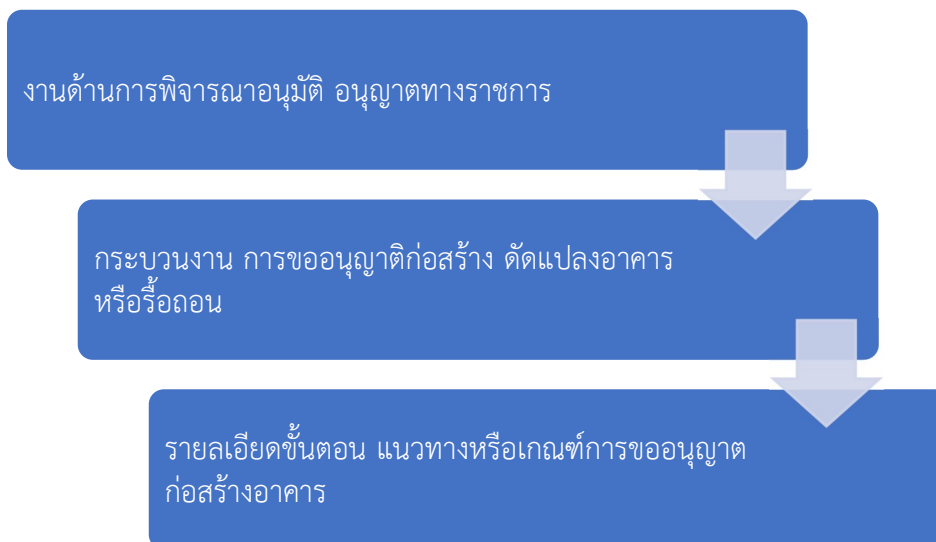 งานด้านการพิจารณาอนุมัติ อนุญาตทางราชการ
กระบวนงาน การขออนุญาติก่อสร้าง ดัดแปลงอาคาร
หรือรื้อถอน
รายลเอียดขั้นตอน แนวทางหรือเกณฑ์การขออนุญาต
ก่อสร้างอาคาร